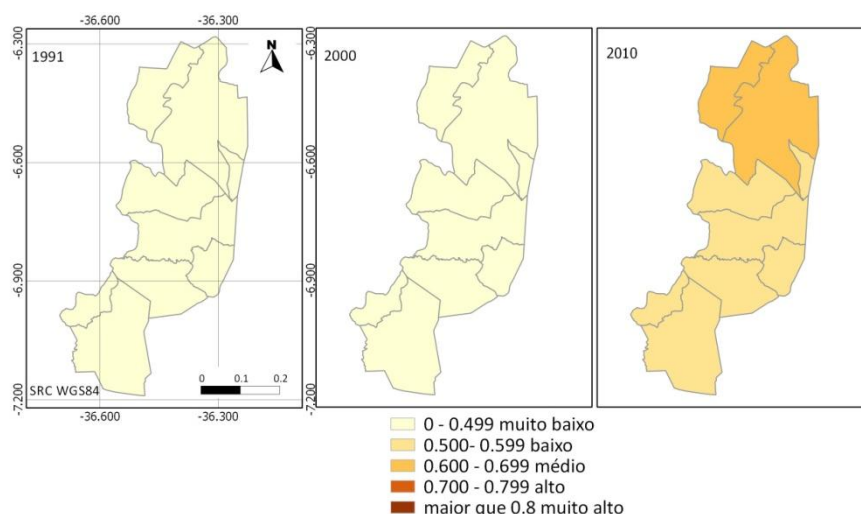 -36.600 -36.300
-6.300 -6.300
1991 N 2000 2010
-6.600 -6.600
-6.900 -6.900
0 0.1 0.2
SRC WGS84
-7.200 -7.200
-36.600 -36.300
0 - 0.499 muito baixo
0.500- 0.599 baixo
0.600 - 0.699 médio
0.700 - 0.799 alto
maior que 0.8 muito alto